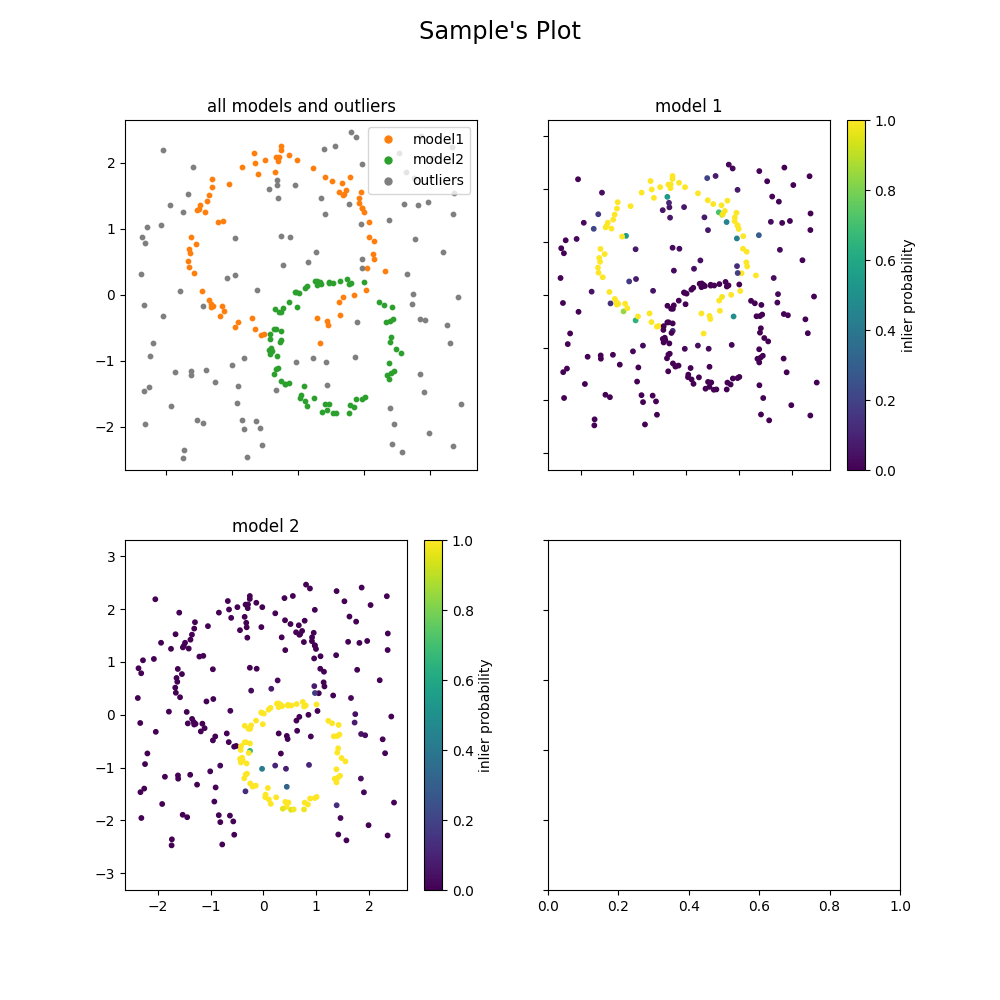 Sample's Plot
all models and outliers
model1
model2
outliers
2
1
0
−1
−2
model 1
1.0
0.8
0.6
0.4
0.2
0.0
inlier probability
model 2
3
2
1
0
−1
−2
−3
−2 −1 0 1 2
1.0
0.8
0.6
0.4
0.2
0.0
inlier probability
0.0 0.2 0.4 0.6 0.8 1.0